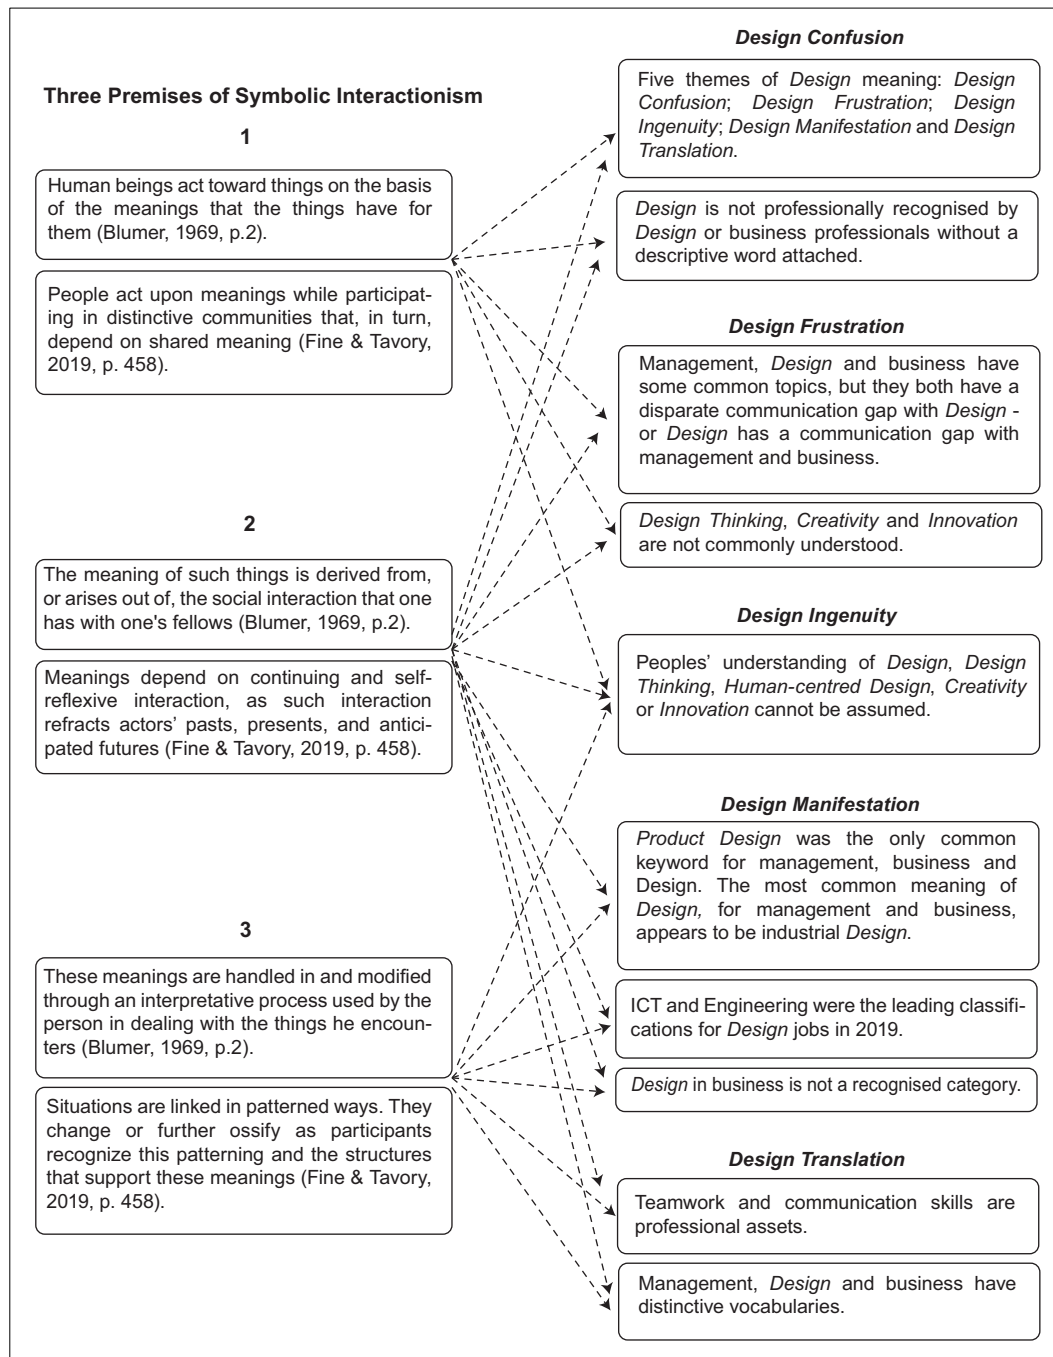 Three Premises of Symbolic Interactionism
1
Human beings act toward things on the basis
of the meanings that the things have for
them (Blumer, 1969, p.2).
People act upon meanings while participat-
ing in distinctive communities that, in turn,
depend on shared meaning (Fine & Tavory,
2019, p. 458).
2
The meaning of such things is derived from,
or arises out of, the social interaction that one
has with one's fellows (Blumer, 1969, p.2).
Meanings depend on continuing and self-
reflexive interaction, as such interaction
refracts actors’ pasts, presents, and antici-
pated futures (Fine & Tavory, 2019, p. 458).
3
These meanings are handled in and modified
through an interpretative process used by the
person in dealing with the things he encoun-
ters (Blumer, 1969, p.2).
Situations are linked in patterned ways. They
change or further ossify as participants
recognize this patterning and the structures
that support these meanings (Fine & Tavory,
2019, p. 458).
Design Confusion
Five themes of Design meaning: Design
Confusion; Design Frustration; Design
Ingenuity; Design Manifestation and Design
Translation.
Design is not professionally recognised by
Design or business professionals without a
descriptive word attached.
Design Frustration
Management, Design and business have
some common topics, but they both have a
disparate communication gap with Design -
or Design has a communication gap with
management and business.
Design Thinking, Creativity and Innovation
are not commonly understood.
Design Ingenuity
Peoples’ understanding of Design, Design
Thinking, Human-centred Design, Creativity
or Innovation cannot be assumed.
Design Manifestation
Product Design was the only common
keyword for management, business and
Design. The most common meaning of
Design, for management and business,
appears to be industrial Design.
ICT and Engineering were the leading classifi-
cations for Design jobs in 2019.
Design in business is not a recognised category.
Design Translation
Teamwork and communication skills are
professional assets.
Management, Design and business have
distinctive vocabularies.